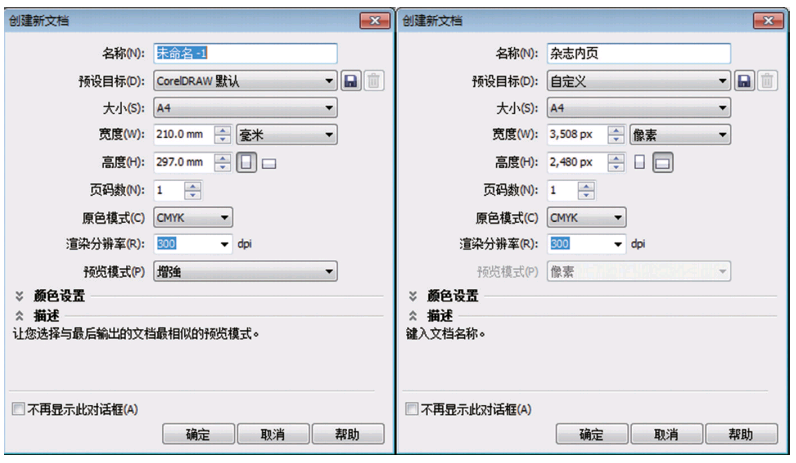 创建新文档
名称(N): 未命名 -1
预设目标(D): CorelDRAW 默认
大小(S): A4
宽度(W): 210.0 mm 毫米
高度(H): 297.0 mm
页码数(N): 1
原色模式(C) CMYK
渲染分辨率(R): 300 dpi
预览模式(P) 增强
颜色设置
描述
让您选择与最后输出的文档最相似的预览模式。
不再显示此对话框(A)
确定 取消 帮助
创建新文档
名称(N): 杂志内页
预设目标(D): 自定义
大小(S): A4
宽度(W): 3,508 px 像素
高度(H): 2,480 px
页码数(N): 1
原色模式(C) CMYK
渲染分辨率(R): 300 dpi
预览模式(P) 像素
颜色设置
描述
键入文档名称。
不再显示此对话框(A)
确定 取消 帮助